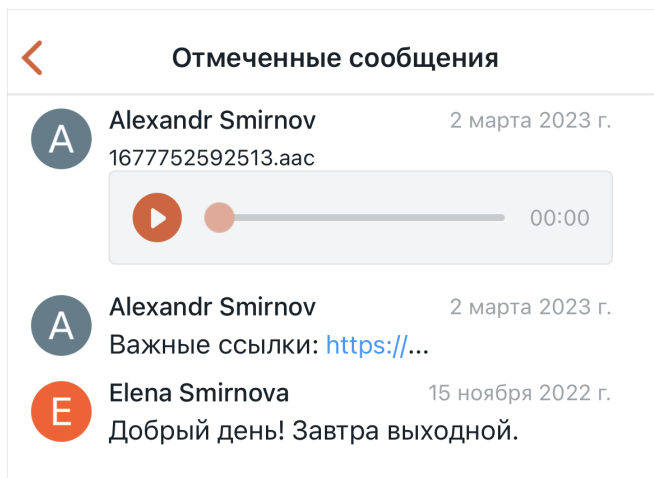 Отмеченные сообщения
A
Alexandr Smirnov 2 марта 2023 г.
1677752592513.aac
00:00
A
Alexandr Smirnov 2 марта 2023 г.
Важные ссылки: https://...
E
Elena Smirnova 15 ноября 2022 г.
Добрый день! Завтра выходной.